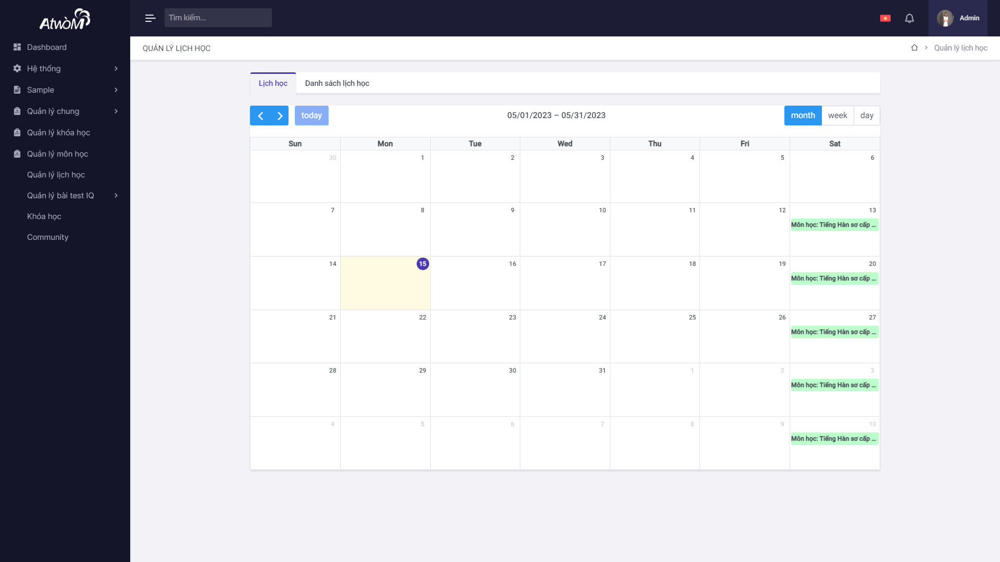 ATWOM
Tìm kiếm...
Admin
Dashboard
Hệ thống
Sample
Quản lý chung
Quản lý khóa học
Quản lý môn học
Quản lý lịch học
Quản lý bài test IQ
Khóa học
Community
QUẢN LÝ LỊCH HỌC
Quản lý lịch học
Lịch học Danh sách lịch học
today 05/01/2023 – 05/31/2023 month week day
Sun Mon Tue Wed Thu Fri Sat
30 1 2 3 4 5 6
7 8 9 10 11 12 13
Môn học: Tiếng Hàn sơ cấp ...
14 15 16 17 18 19 20
Môn học: Tiếng Hàn sơ cấp ...
21 22 23 24 25 26 27
Môn học: Tiếng Hàn sơ cấp ...
28 29 30 31 1 2 3
Môn học: Tiếng Hàn sơ cấp ...
4 5 6 7 8 9 10
Môn học: Tiếng Hàn sơ cấp ...